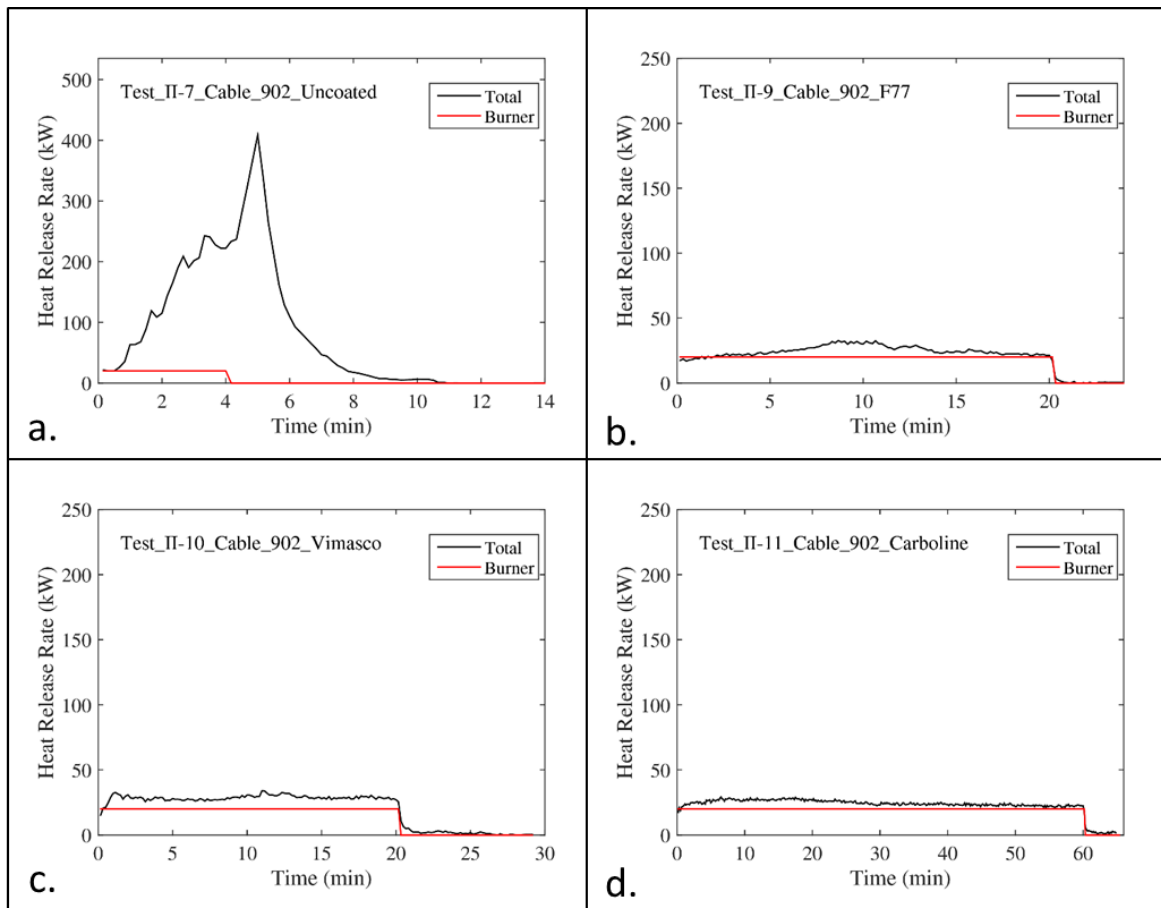 Test_II-7_Cable_902_Uncoated
Total
Burner
Heat Release Rate (kW)
500
400
300
200
100
0
0 2 4 6 8 10 12 14
Time (min)
a.
Test_II-9_Cable_902_F77
Total
Burner
Heat Release Rate (kW)
250
200
150
100
50
0
0 5 10 15 20
Time (min)
b.
Test_II-10_Cable_902_Vimasco
Total
Burner
Heat Release Rate (kW)
250
200
150
100
50
0
0 5 10 15 20 25 30
Time (min)
c.
Test_II-11_Cable_902_Carboline
Total
Burner
Heat Release Rate (kW)
250
200
150
100
50
0
0 10 20 30 40 50 60
Time (min)
d.